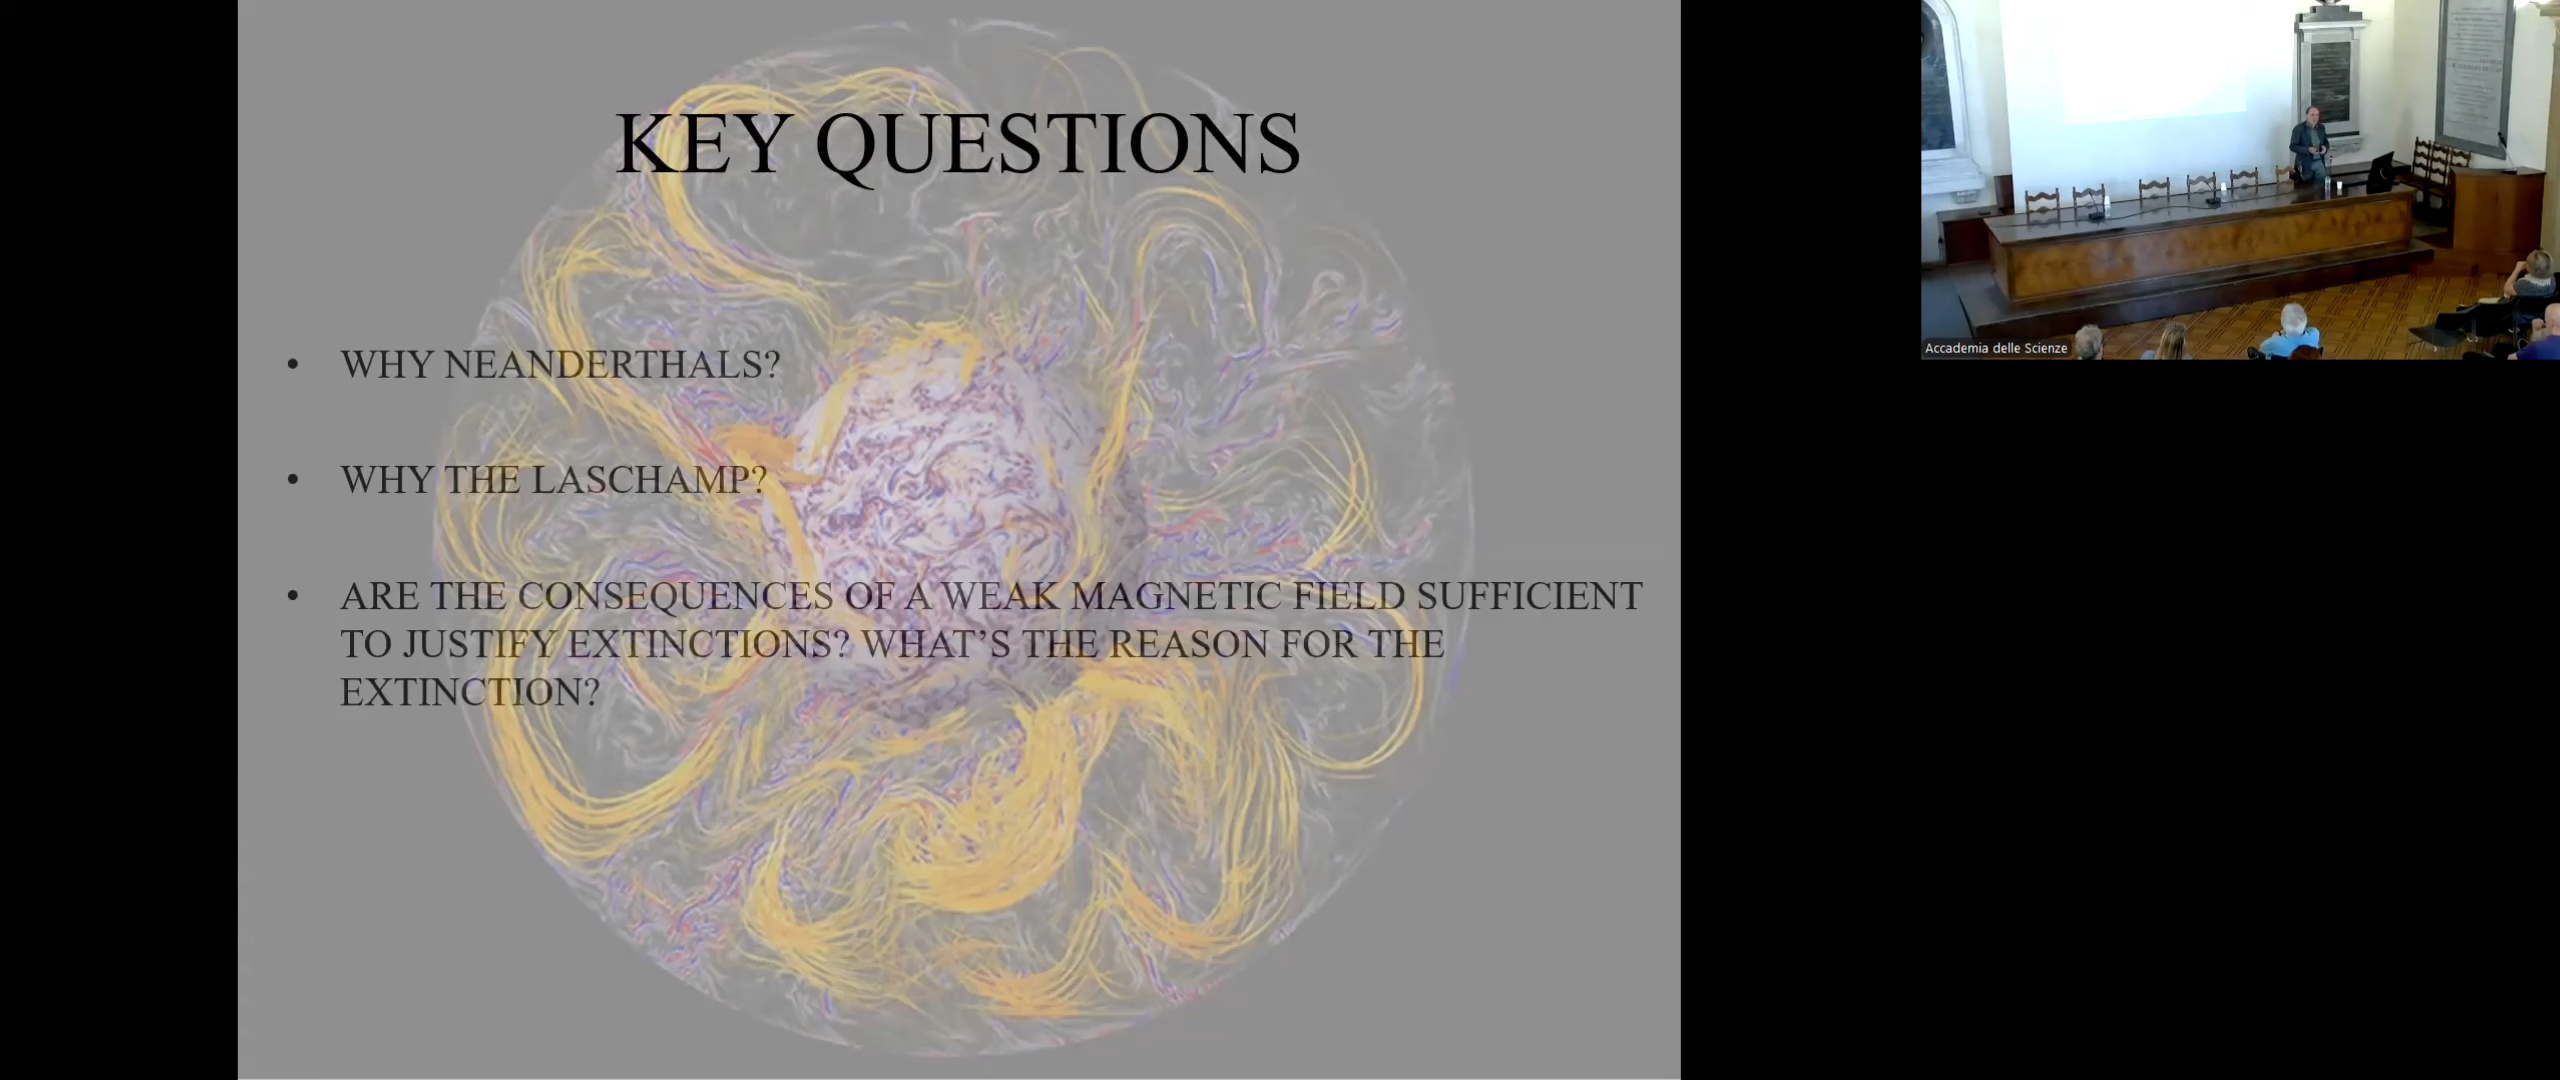 KEY QUESTIONS
• WHY NEANDERTHALS?
• WHY THE LASCHAMP?
• ARE THE CONSEQUENCES OF A WEAK MAGNETIC FIELD SUFFICIENT
TO JUSTIFY EXTINCTIONS? WHAT'S THE REASON FOR THE
EXTINCTION?
Accademia delle Scienze